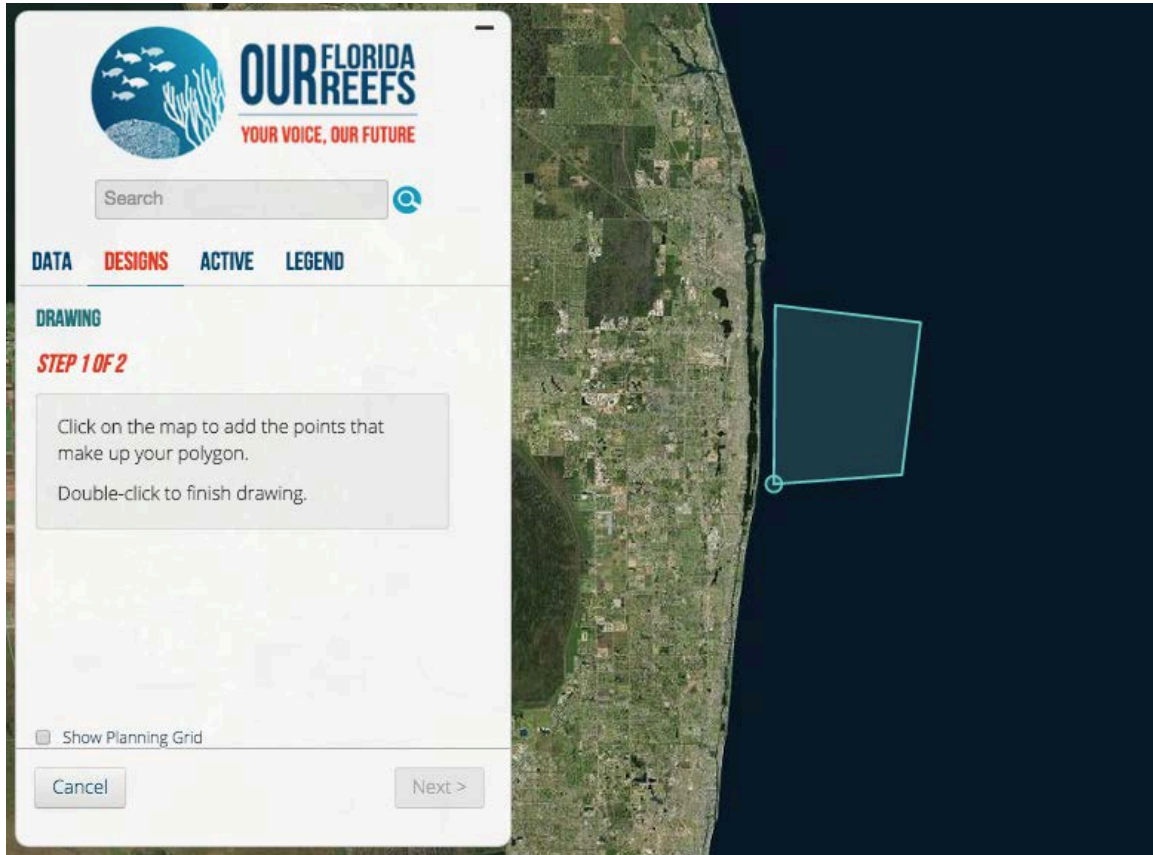 OUR FLORIDA REEFS
YOUR VOICE, OUR FUTURE
Search
DATA DESIGNS ACTIVE LEGEND
DRAWING
STEP 1 OF 2
Click on the map to add the points that
make up your polygon.
Double-click to finish drawing.
Show Planning Grid
Cancel Next >